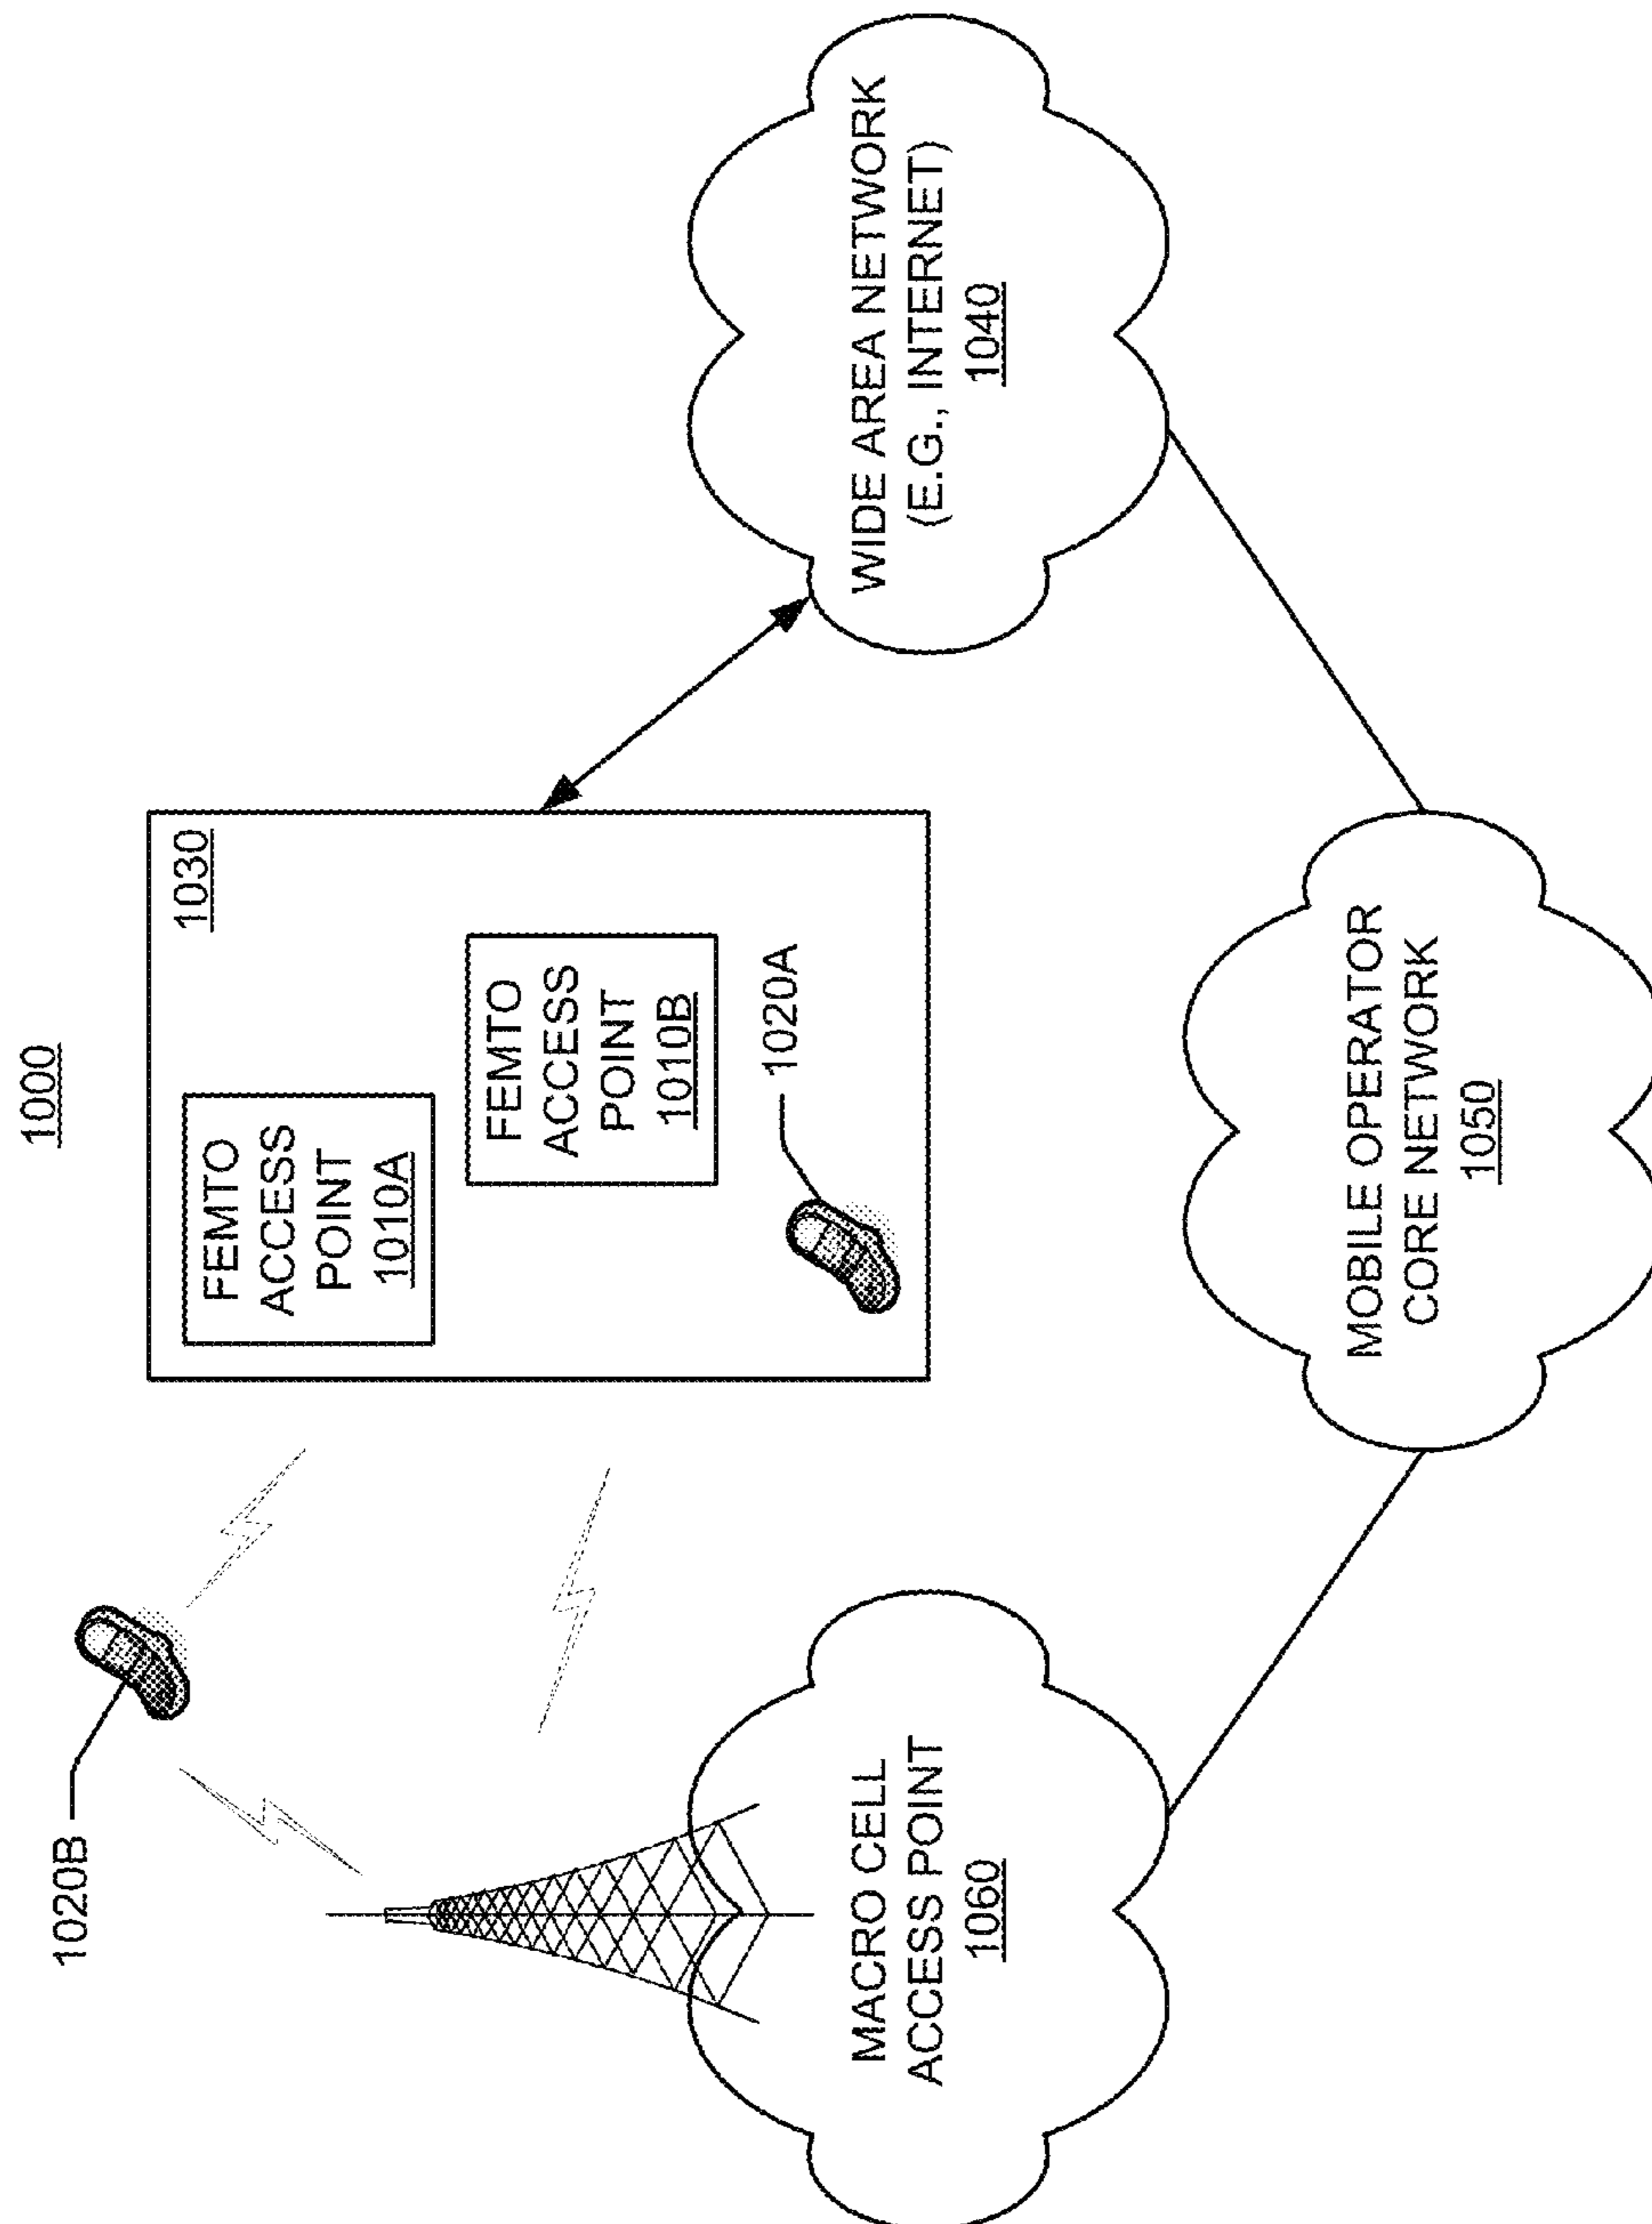 1000
1020B
FEMTO
ACCESS
POINT
1010A
1030
FEMTO
ACCESS
POINT
1010B
1020A
MACRO CELL
ACCESS POINT
1060
WIDE AREA NETWORK
(E.G., INTERNET)
1040
MOBILE OPERATOR
CORE NETWORK
1050